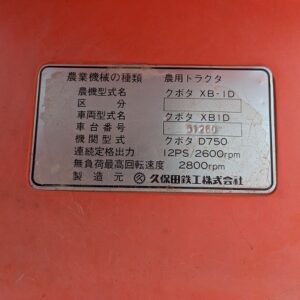 農業機械の種類 農用トラクタ
農機型式名 クボタ XB-1D
区分
車両型式名 クボタ XB1D
車台番号 51260
機関型式 クボタ D750
連続定格出力 12PS/2600rpm
無負荷最高回転速度 2800rpm
製造元 久保田鉄工株式会社